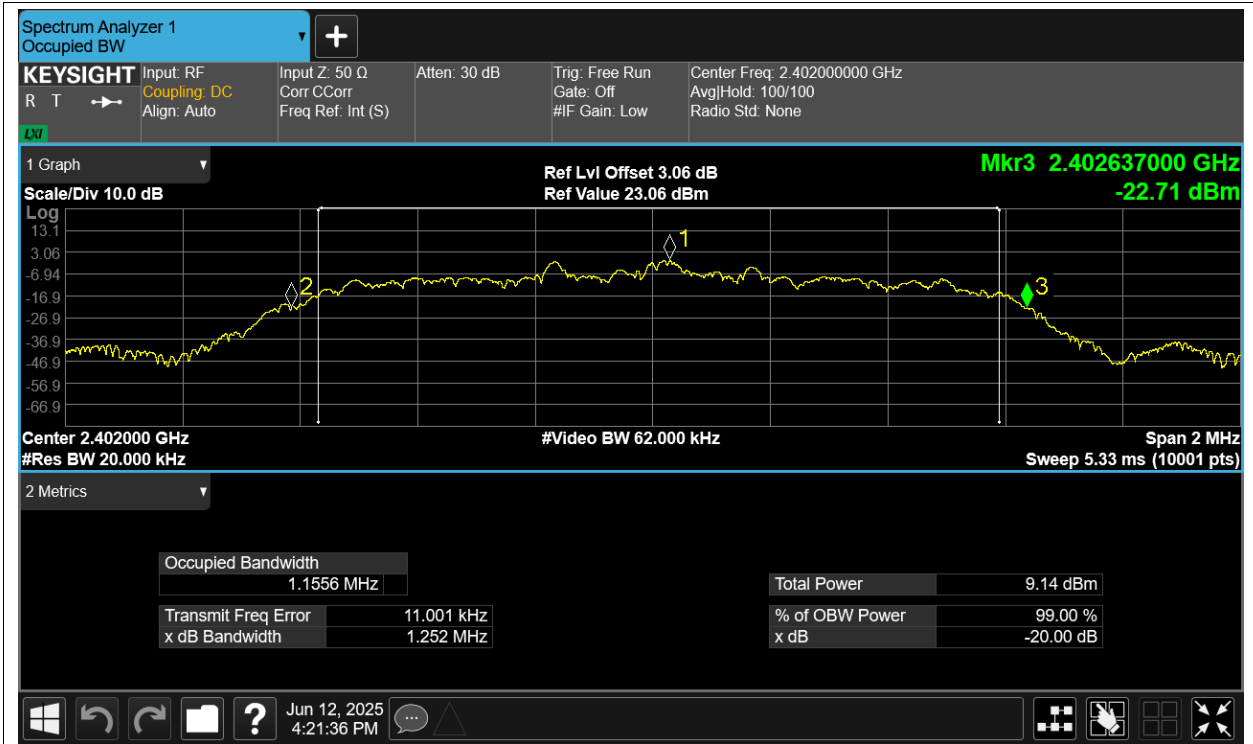 Spectrum Analyzer 1
Occupied BW
KEYSIGHT
R T
LXI
Input: RF
Coupling: DC
Align: Auto
Input Z: 50 Ω
Corr CCorr
Freq Ref: Int (S)
Atten: 30 dB
Trig: Free Run
Gate: Off
#IF Gain: Low
Center Freq: 2.402000000 GHz
Avg|Hold: 100/100
Radio Std: None
1 Graph
Scale/Div 10.0 dB
Ref Lvl Offset 3.06 dB
Ref Value 23.06 dBm
Mkr3 2.402637000 GHz
-22.71 dBm
Log
13.1
3.06
-6.94
-16.9
-26.9
-36.9
-46.9
-56.9
-66.9
1
2
3
Center 2.402000 GHz
#Res BW 20.000 kHz
#Video BW 62.000 kHz
Span 2 MHz
Sweep 5.33 ms (10001 pts)
2 Metrics
Occupied Bandwidth
1.1556 MHz
Transmit Freq Error 11.001 kHz
x dB Bandwidth 1.252 MHz
Total Power 9.14 dBm
% of OBW Power 99.00 %
x dB -20.00 dB
?
Jun 12, 2025
4:21:36 PM